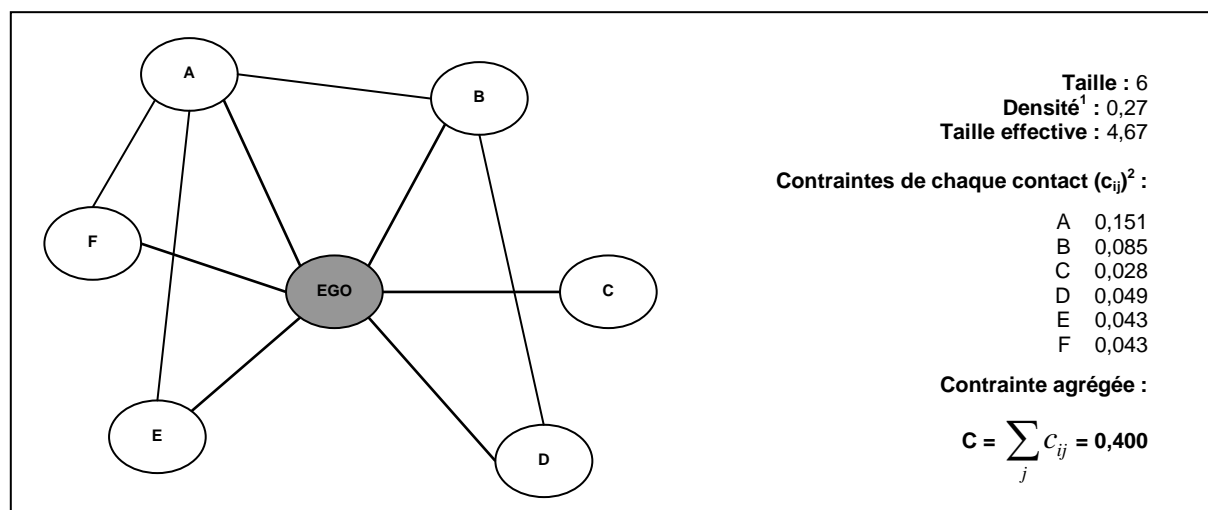 A
B
F
EGO
C
E
D
Taille : 6
Densité¹ : 0,27
Taille effective : 4,67
Contraintes de chaque contact (cij)² :
A 0,151
B 0,085
C 0,028
D 0,049
E 0,043
F 0,043
Contrainte agrégée :
C = ∑j cij = 0,400